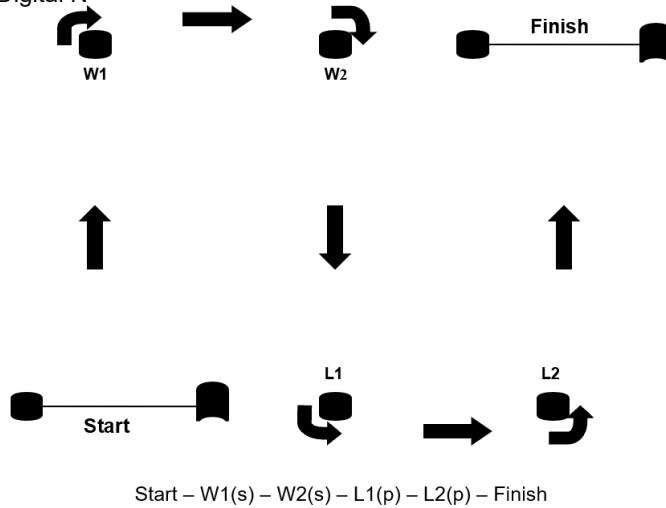 Finish
W1
W2
L1
L2
Start
Start – W1(s) – W2(s) – L1(p) – L2(p) – Finish